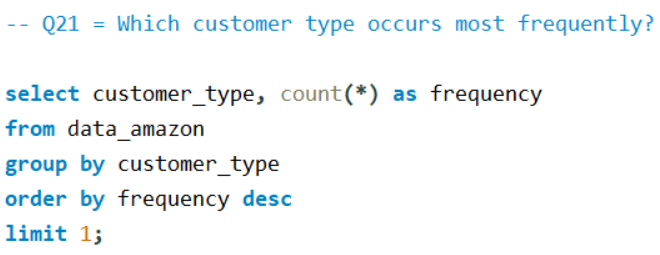 -- Q21 = Which customer type occurs most frequently?
select customer_type, count(*) as frequency
from data_amazon
group by customer_type
order by frequency desc
limit 1;